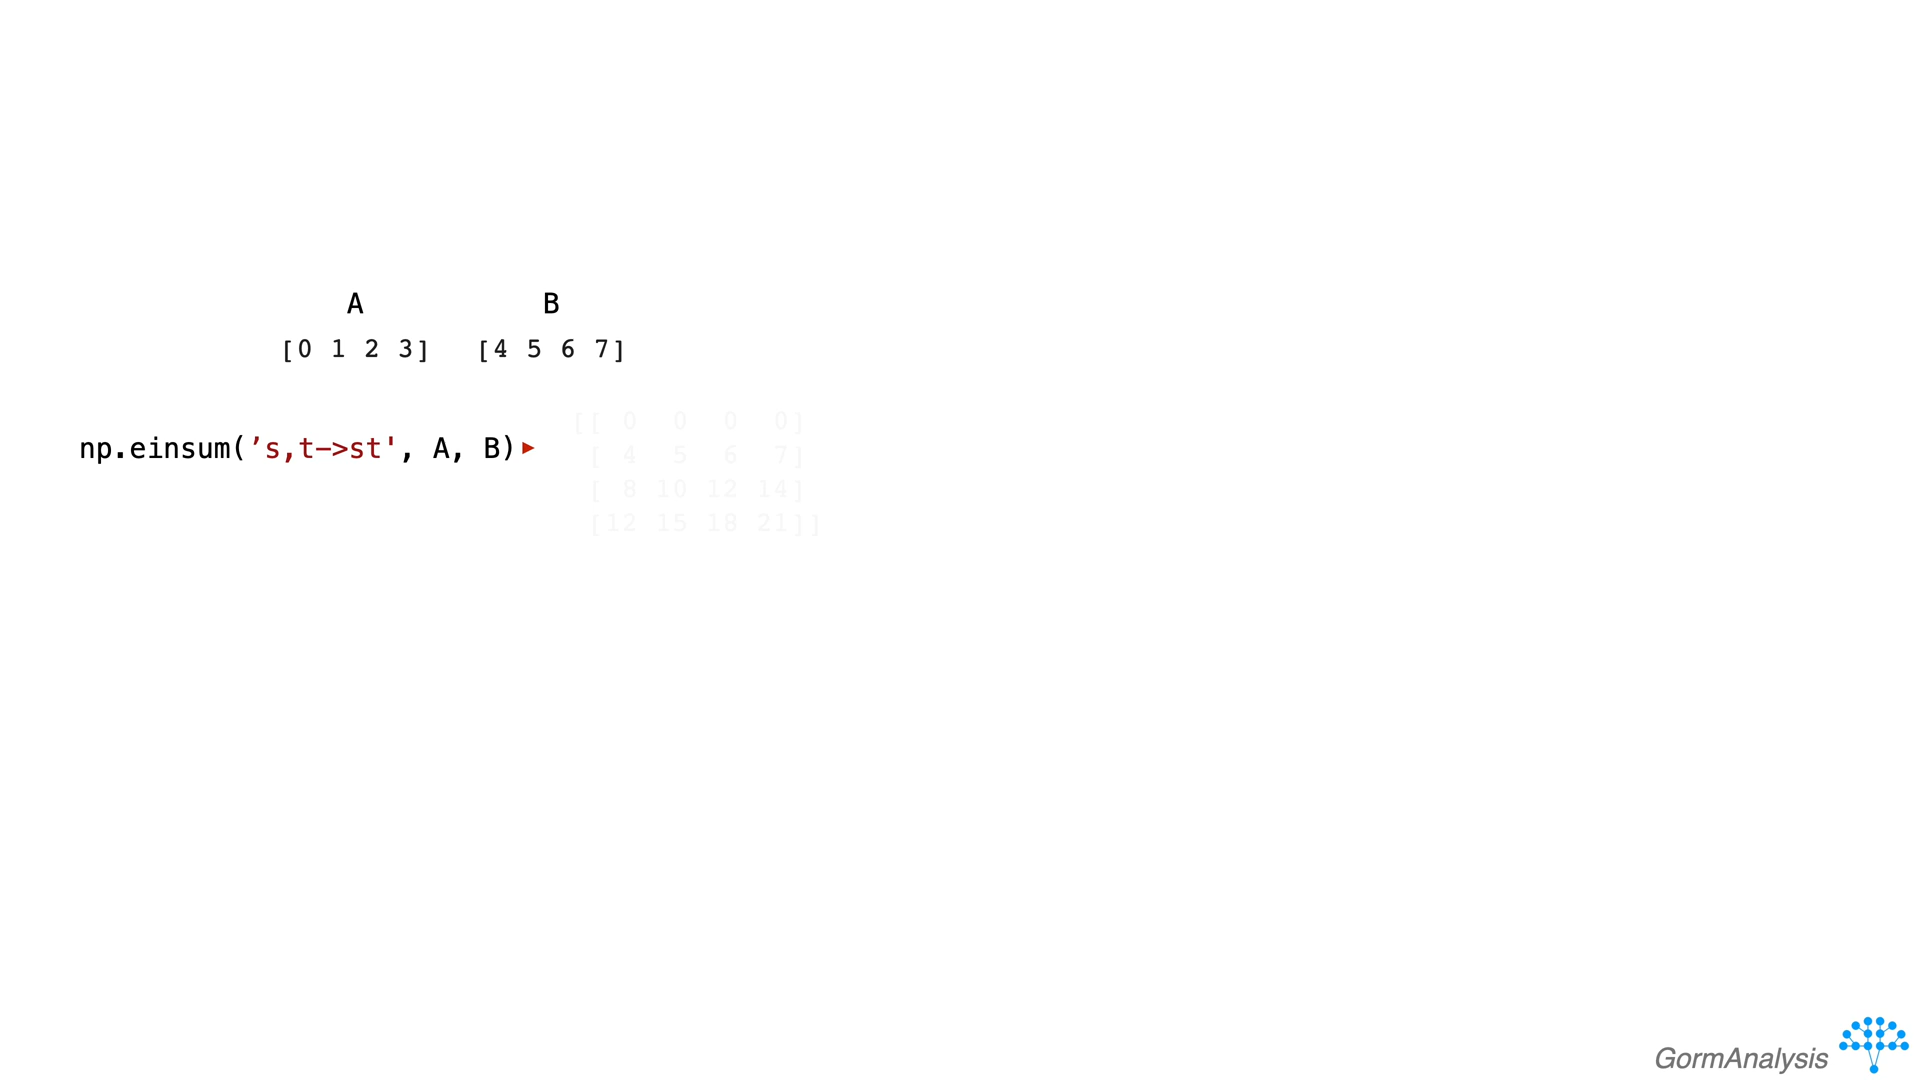 A B
[0 1 2 3] [4 5 6 7]
np.einsum(’s,t->st', A, B)▸
[[ 0 0 0 0]
[ 4 5 6 7]
[ 8 10 12 14]
[12 15 18 21]]
GormAnalysis